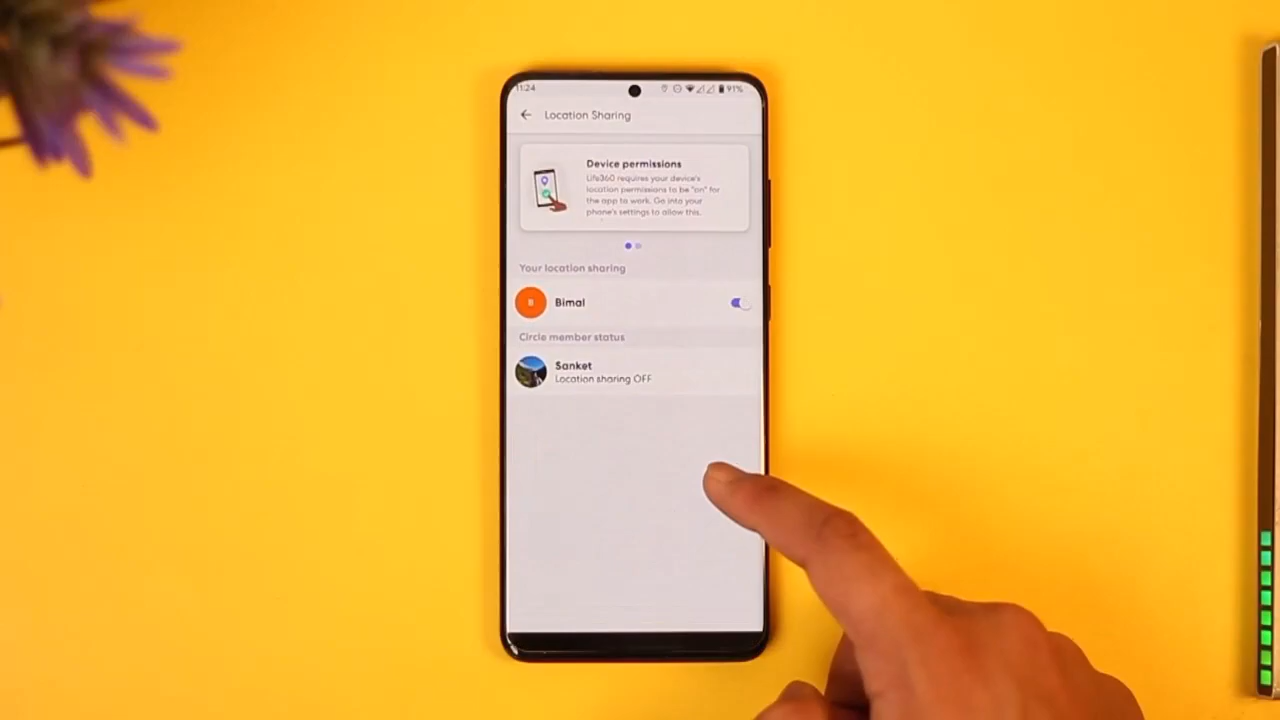 11:24
91%
Location Sharing
Device permissions
Life360 requires your device's
location permissions to be "on" for
the app to work. Go into your
phone's settings to allow this.
Your location sharing
B
Bimal
Circle member status
Sanket
Location sharing OFF